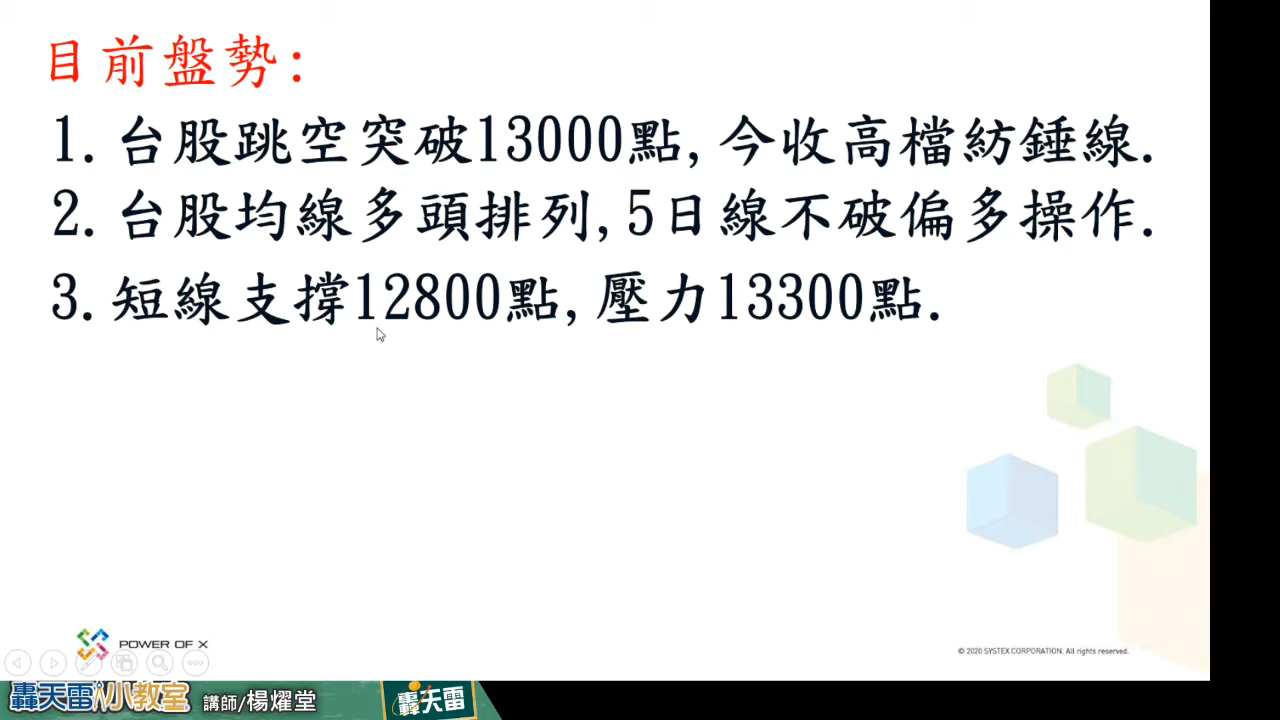 目前盤勢:
1.台股跳空突破13000點,今收高檔紡錘線.
2.台股均線多頭排列,5日線不破偏多操作.
3.短線支撐12800點,壓力13300點.
POWER OF X
© 2020 SYSTEX CORPORATION. All rights reserved.
轟天雷小教室 講師/楊燿堂 轟天雷